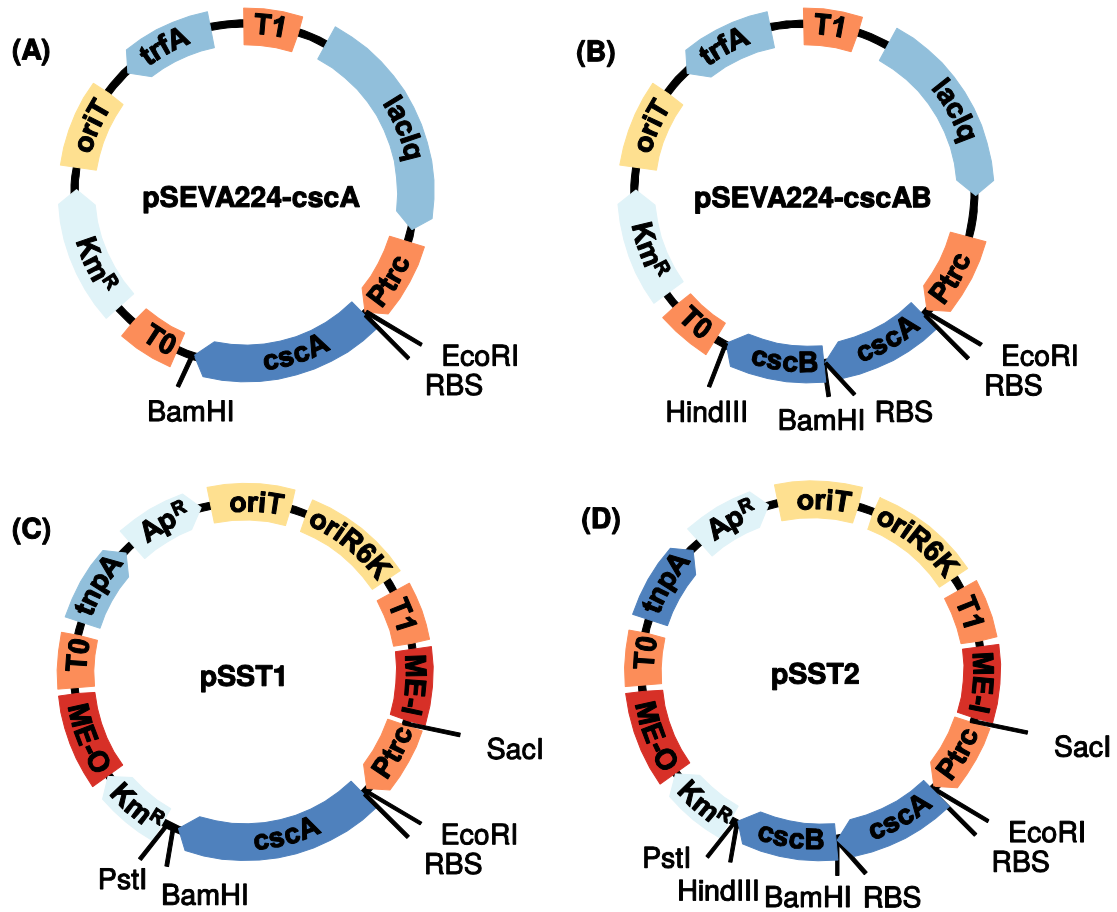 (A)
trfA
T1
lacIq
oriT
pSEVA224-cscA
KmR
Ptrc
T0
cscA
EcoRI
RBS
BamHI
(B)
trfA
T1
lacIq
oriT
pSEVA224-cscAB
KmR
Ptrc
T0
cscB
cscA
EcoRI
RBS
HindIII
BamHI
RBS
(C)
ApR
oriT
oriR6K
tnpA
T1
T0
pSST1
ME-I
ME-O
Ptrc
SacI
KmR
cscA
EcoRI
RBS
PstI
BamHI
(D)
ApR
oriT
oriR6K
tnpA
T1
T0
pSST2
ME-I
ME-O
Ptrc
SacI
KmR
cscB
cscA
EcoRI
RBS
PstI
HindIII
BamHI
RBS